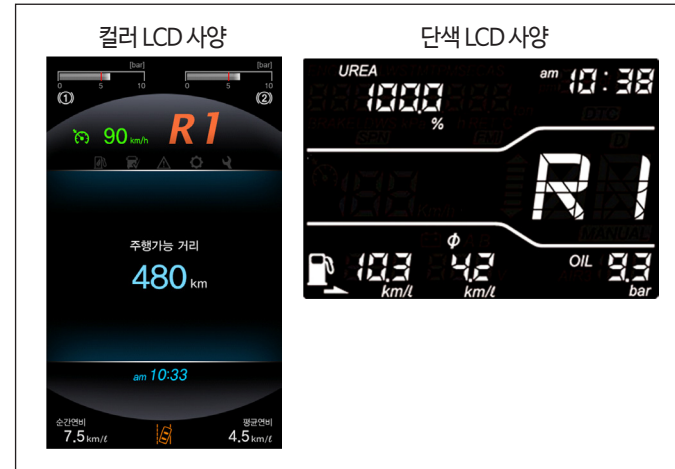 컬러 LCD 사양
[bar] [bar]
0 5 10 0 5 10
(1) (2)
90 km/h R1
주행가능 거리
480 km
am 10:33
순간연비 평균연비
7.5 km/ℓ 4.5 km/ℓ
단색 LCD 사양
UREA am 10:38
100.0
%
DTC
SPN FMI
D
R1
Km/h
MANUAL
Φ
10.3 4.2 OIL 9.3
km/ℓ km/ℓ bar